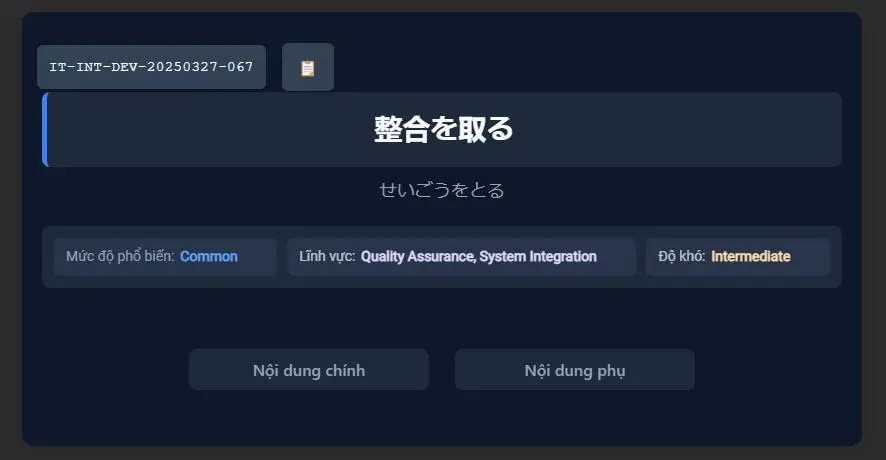 IT-INT-DEV-20250327-067
整合を取る
せいごうをとる
Mức độ phổ biến: Common Lĩnh vực: Quality Assurance, System Integration Độ khó: Intermediate
Nội dung chính Nội dung phụ